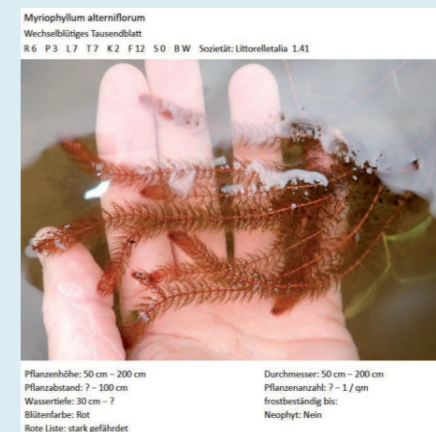 Myriophyllum alterniflorum
Wechselblütiges Tausendblatt
R 6 P 3 L 7 T 7 K 2 F 12 S 0 B W Sozietät: Littorelletalia 1.41
Pflanzenhöhe: 50 cm – 200 cm
Pflanzabstand: ? – 100 cm
Wassertiefe: 30 cm – ?
Blütenfarbe: Rot
Rote Liste: stark gefährdet
Durchmesser: 50 cm – 200 cm
Pflanzenanzahl: ? – 1 / qm
frostbeständig bis:
Neophyt: Nein